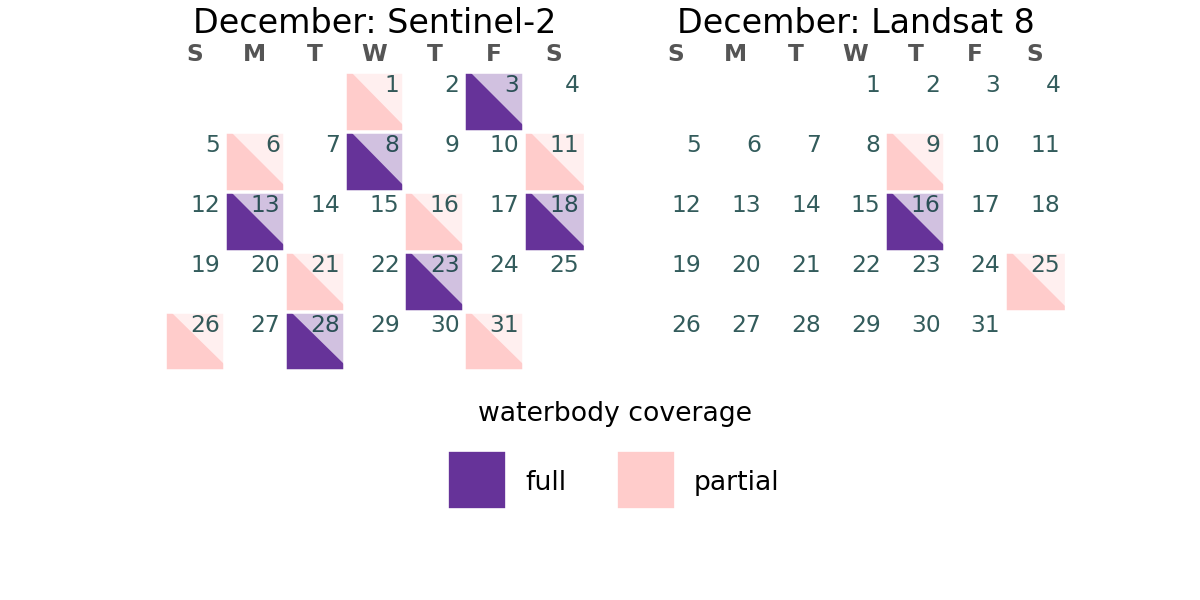 December: Sentinel-2
S M T W T F S
1 2 3 4
5 6 7 8 9 10 11
12 13 14 15 16 17 18
19 20 21 22 23 24 25
26 27 28 29 30 31
December: Landsat 8
S M T W T F S
1 2 3 4
5 6 7 8 9 10 11
12 13 14 15 16 17 18
19 20 21 22 23 24 25
26 27 28 29 30 31
waterbody coverage
full
partial